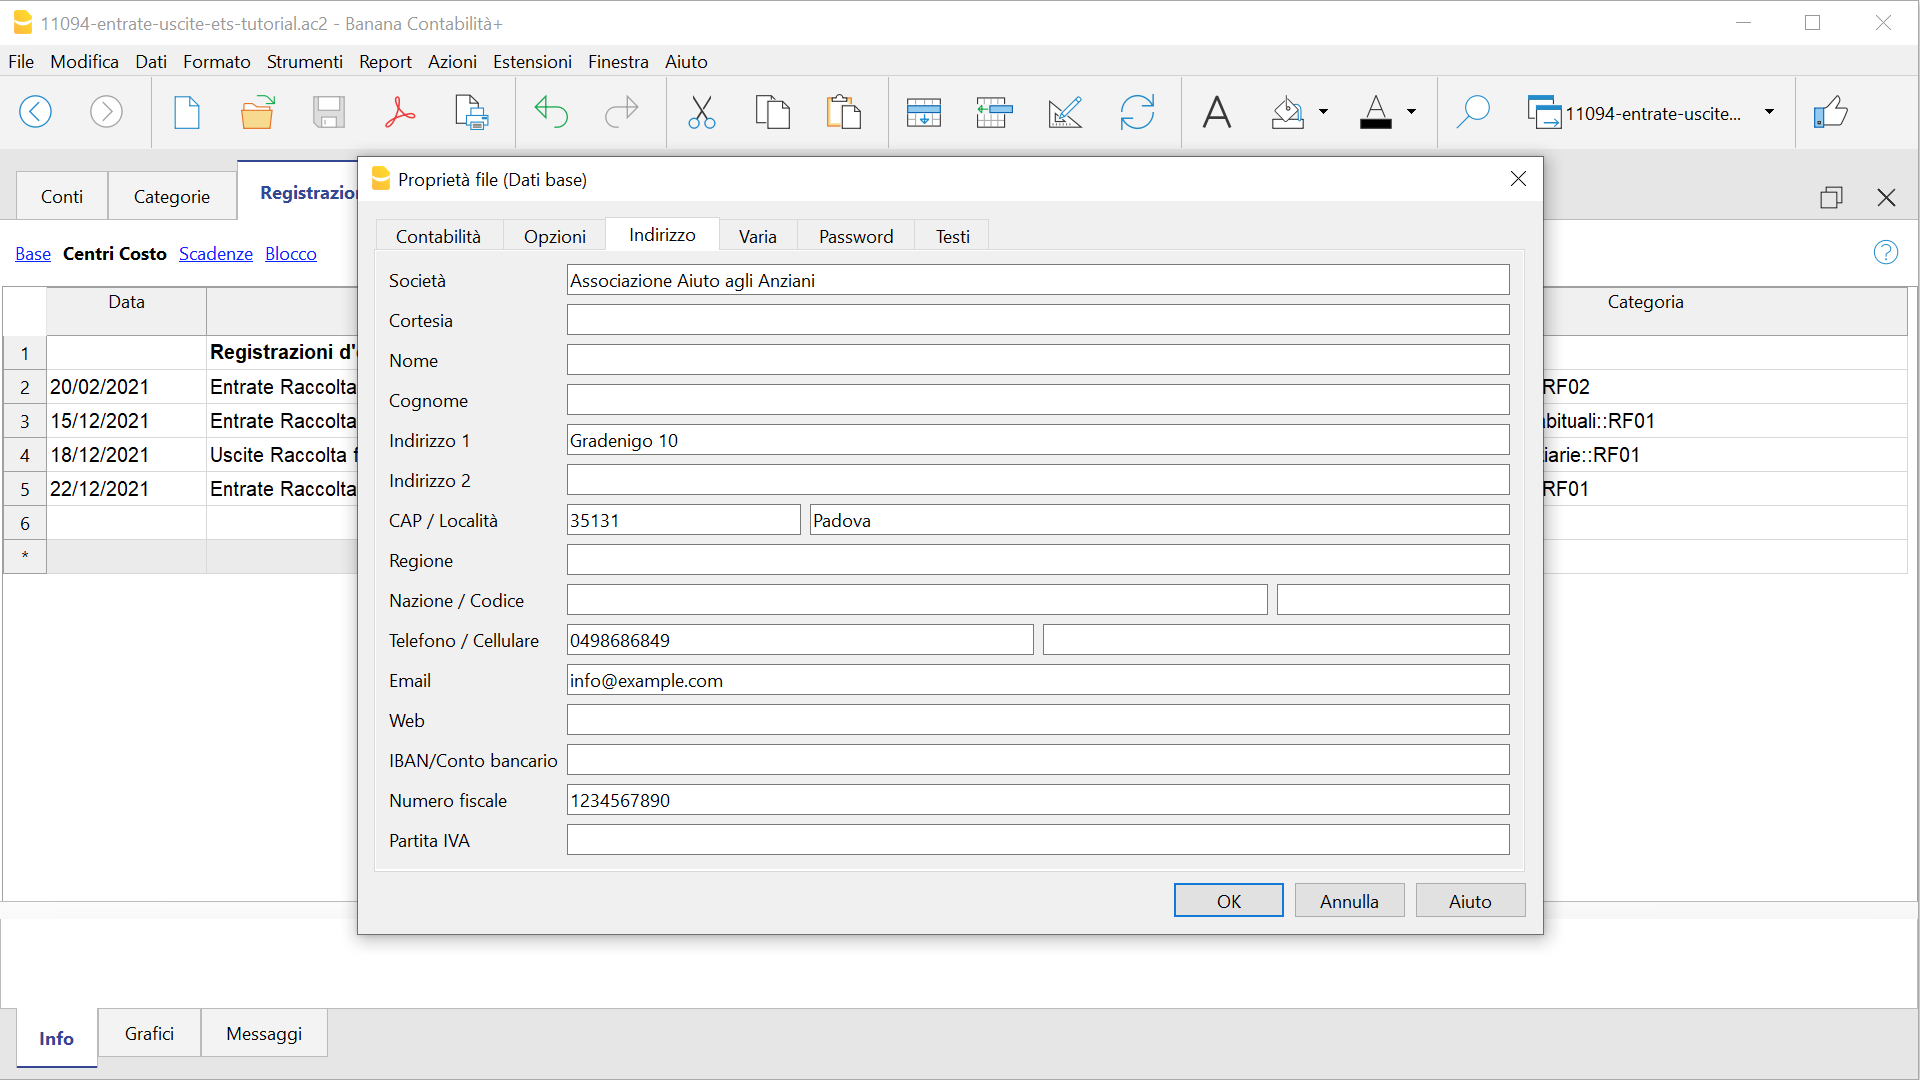 11094-entrate-uscite-ets-tutorial.ac2 - Banana Contabilità+
File Modifica Dati Formato Strumenti Report Azioni Estensioni Finestra Aiuto
11094-entrate-uscite...
Conti Categorie Registrazio
Base Centri Costo Scadenze Blocco
Data Categoria
1 Registrazioni d'
2 20/02/2021 Entrate Raccolta RF02
3 15/12/2021 Entrate Raccolta bituali::RF01
4 18/12/2021 Uscite Raccolta f iarie::RF01
5 22/12/2021 Entrate Raccolta RF01
6
*
Proprietà file (Dati base)
Contabilità Opzioni Indirizzo Varia Password Testi
Società Associazione Aiuto agli Anziani
Cortesia
Nome
Cognome
Indirizzo 1 Gradenigo 10
Indirizzo 2
CAP / Località 35131 Padova
Regione
Nazione / Codice
Telefono / Cellulare 0498686849
Email info@example.com
Web
IBAN/Conto bancario
Numero fiscale 1234567890
Partita IVA
OK Annulla Aiuto
Info Grafici Messaggi